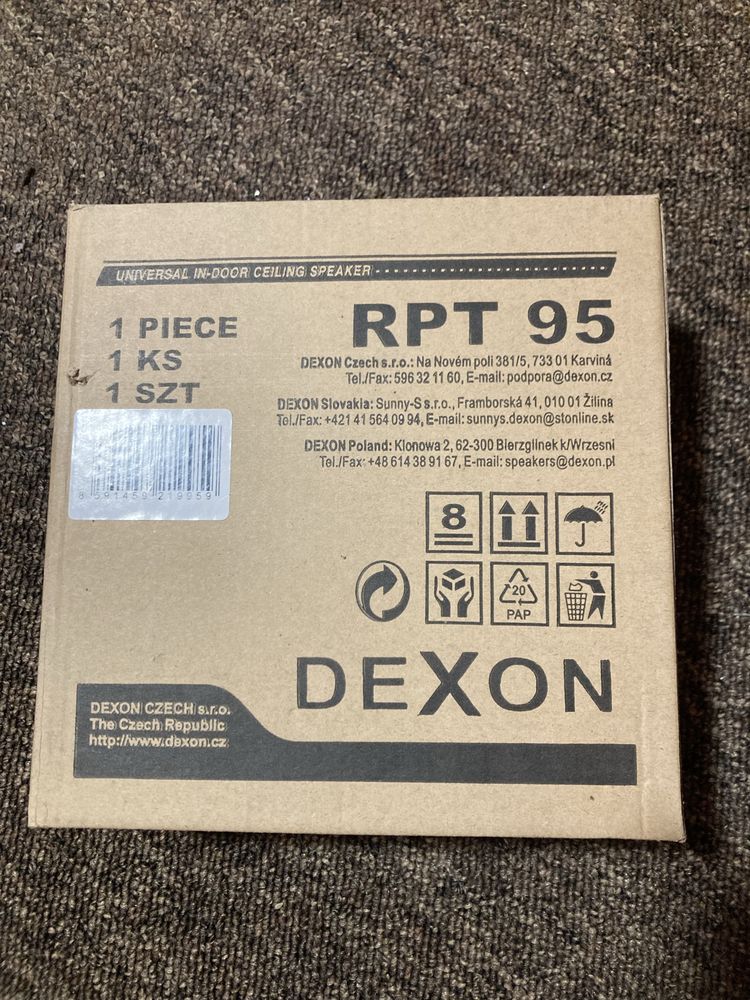 UNIVERSAL IN-DOOR CEILING SPEAKER
1 PIECE
1 KS
1 SZT
RPT 95
DEXON Czech s.r.o.: Na Novém poli 381/5, 733 01 Karviná
Tel./Fax: 596 32 11 60, E-mail: podpora@dexon.cz
DEXON Slovakia: Sunny-S s.r.o., Framborská 41, 010 01 Žilina
Tel./Fax: +421 41 564 09 94, E-mail: sunnys.dexon@stonline.sk
DEXON Poland: Klonowa 2, 62-300 Bierzglinek k/Wrzesni
Tel./Fax: +48 614 38 91 67, E-mail: speakers@dexon.pl
8 591459 219959
8
20
PAP
DEXON
DEXON CZECH s.r.o.
The Czech Republic
http://www.dexon.cz